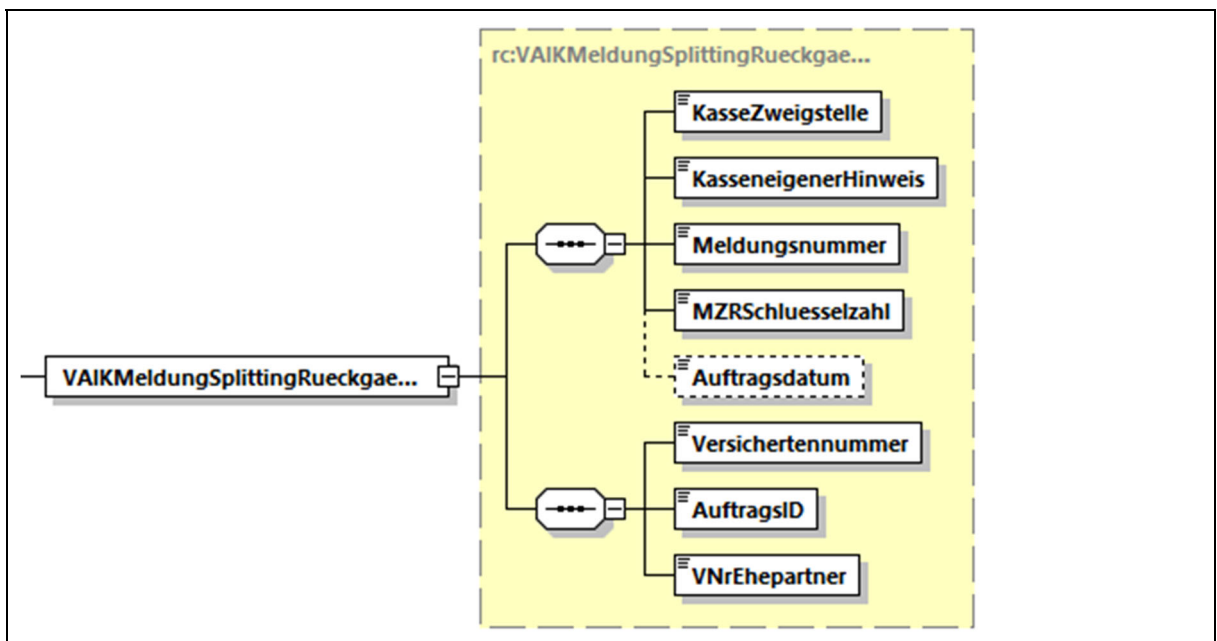 rc:VAIKMeldungSplittingRueckgae...
KasseZweigstelle
KasseneigenerHinweis
Meldungsnummer
MZRSchluesselzahl
VAIKMeldungSplittingRueckgae...
Auftragsdatum
Versichertennummer
AuftragsID
VNrEhepartner